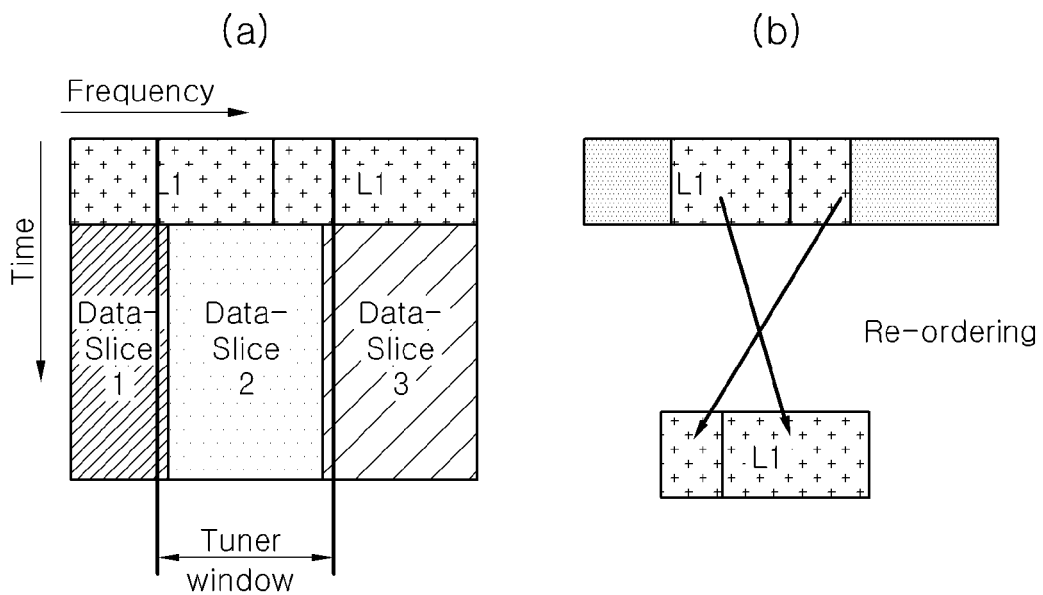 (a)
(b)
Frequency
Time
L1
L1
Data-
Slice
1
Data-
Slice
2
Data-
Slice
3
Tuner
window
L1
Re-ordering
L1